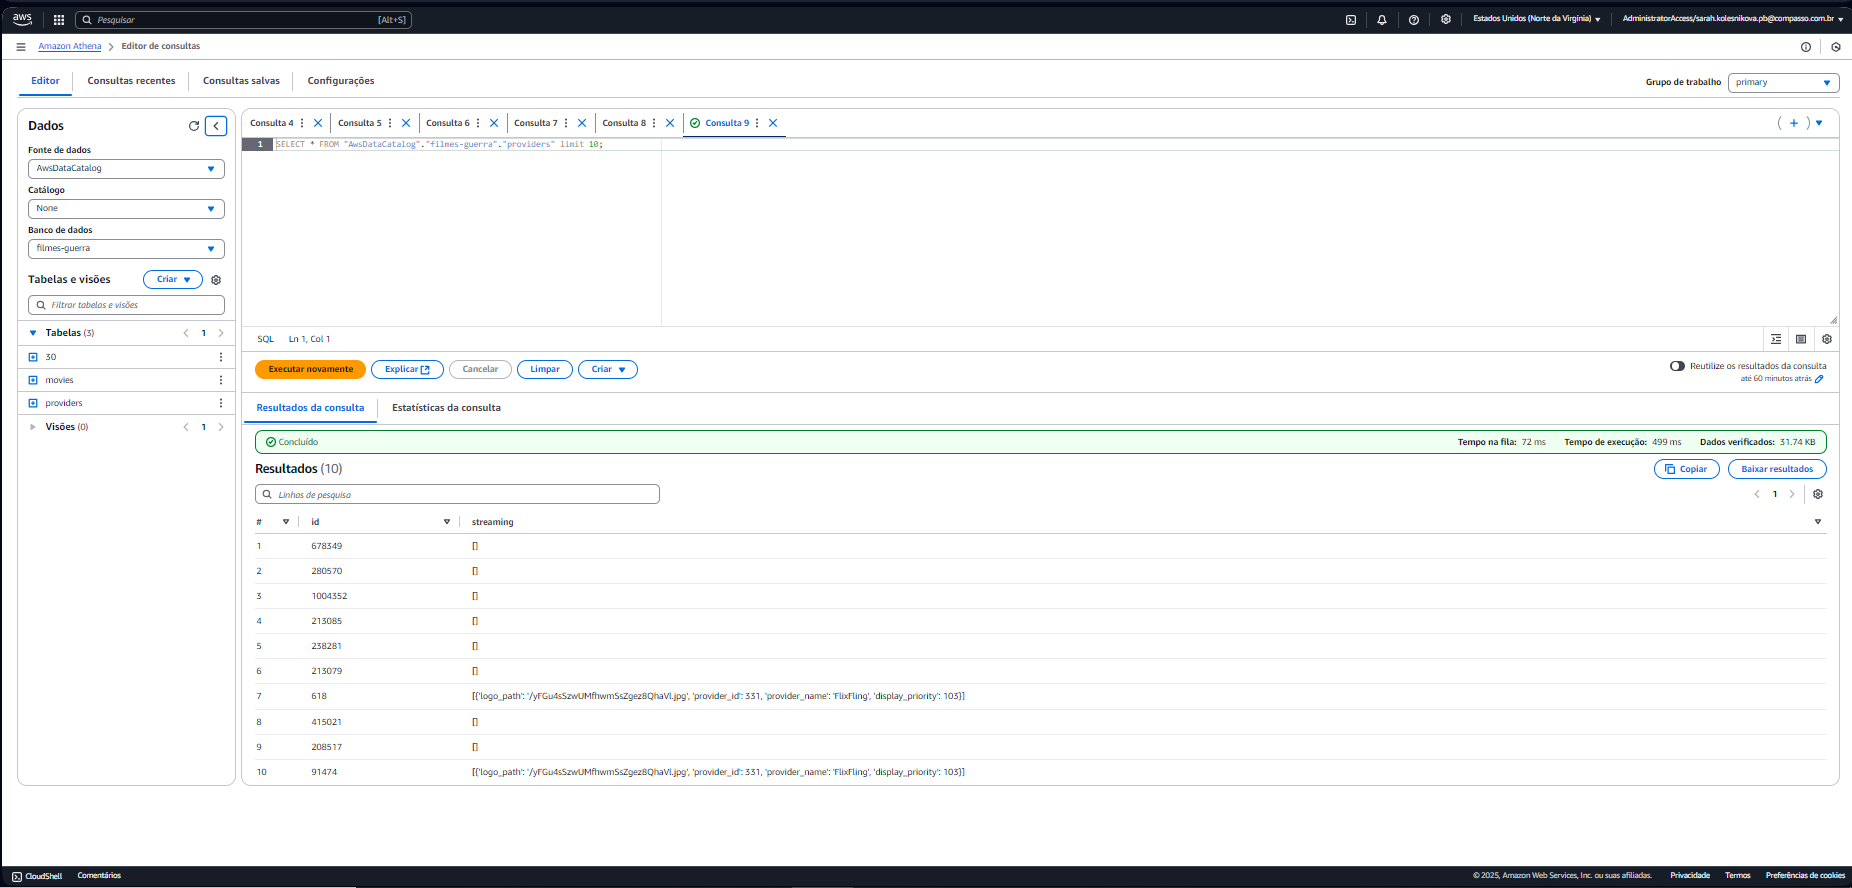 aws Pesquisar [Alt+S] Estados Unidos (Norte da Virgínia) AdministratorAccess/sarah.kolesnikova.pb@compasso.com.br
Amazon Athena Editor de consultas
Editor Consultas recentes Consultas salvas Configurações Grupo de trabalho primary
Dados
Fonte de dados
AwsDataCatalog
Catálogo
None
Banco de dados
filmes-guerra
Tabelas e visões Criar
Filtrar tabelas e visões
Tabelas (3) 1
30
movies
providers
Visões (0) 1
Consulta 4 Consulta 5 Consulta 6 Consulta 7 Consulta 8 Consulta 9
1 SELECT * FROM "AwsDataCatalog"."filmes-guerra"."providers" limit 10;
SQL Ln 1, Col 1
Executar novamente Explicar Cancelar Limpar Criar Reutilize os resultados da consulta
até 60 minutos atrás
Resultados da consulta Estatísticas da consulta
Concluído Tempo na fila: 72 ms Tempo de execução: 499 ms Dados verificados: 31.74 KB
Resultados (10) Copiar Baixar resultados
Linhas de pesquisa 1
# id streaming
1 678349 []
2 280570 []
3 1004352 []
4 213085 []
5 238281 []
6 213079 []
7 618 [{'logo_path': '/yFGu4sSzwUMfhwmSsZgez8QhaVl.jpg', 'provider_id': 331, 'provider_name': 'FlixFling', 'display_priority': 103}]
8 415021 []
9 208517 []
10 91474 [{'logo_path': '/yFGu4sSzwUMfhwmSsZgez8QhaVl.jpg', 'provider_id': 331, 'provider_name': 'FlixFling', 'display_priority': 103}]
CloudShell Comentários © 2025, Amazon Web Services, Inc. ou suas afiliadas. Privacidade Termos Preferências de cookies